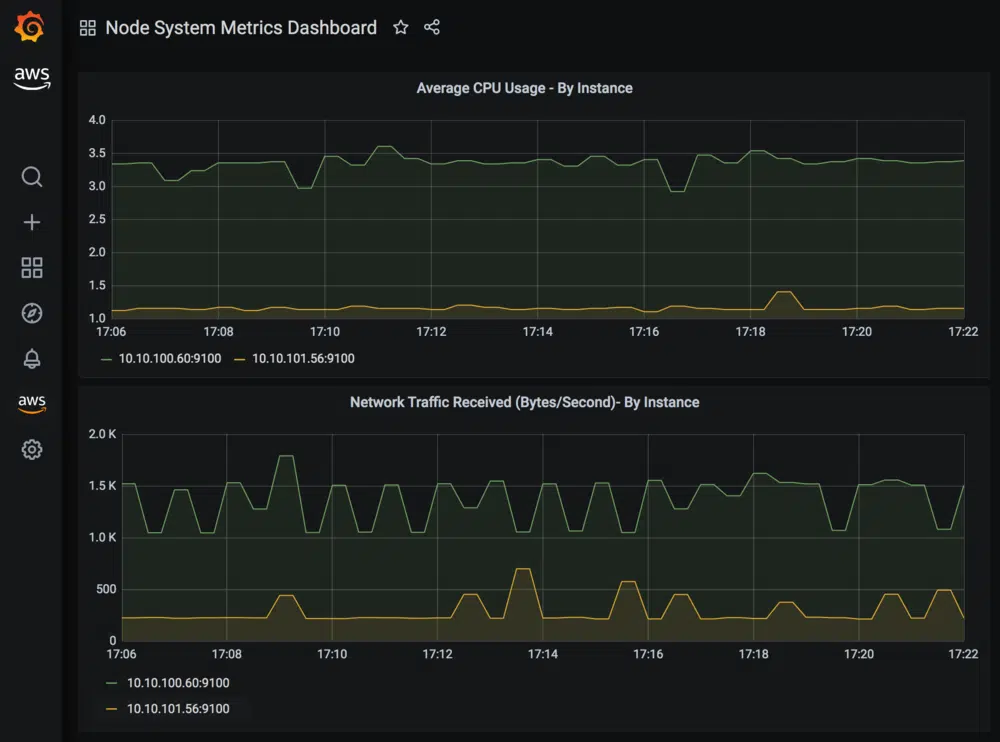 Node System Metrics Dashboard
aws
aws
Average CPU Usage - By Instance
4.0
3.5
3.0
2.5
2.0
1.5
1.0
17:06 17:08 17:10 17:12 17:14 17:16 17:18 17:20 17:22
10.10.100.60:9100 10.10.101.56:9100
Network Traffic Received (Bytes/Second)- By Instance
2.0 K
1.5 K
1.0 K
500
0
17:06 17:08 17:10 17:12 17:14 17:16 17:18 17:20 17:22
10.10.100.60:9100
10.10.101.56:9100